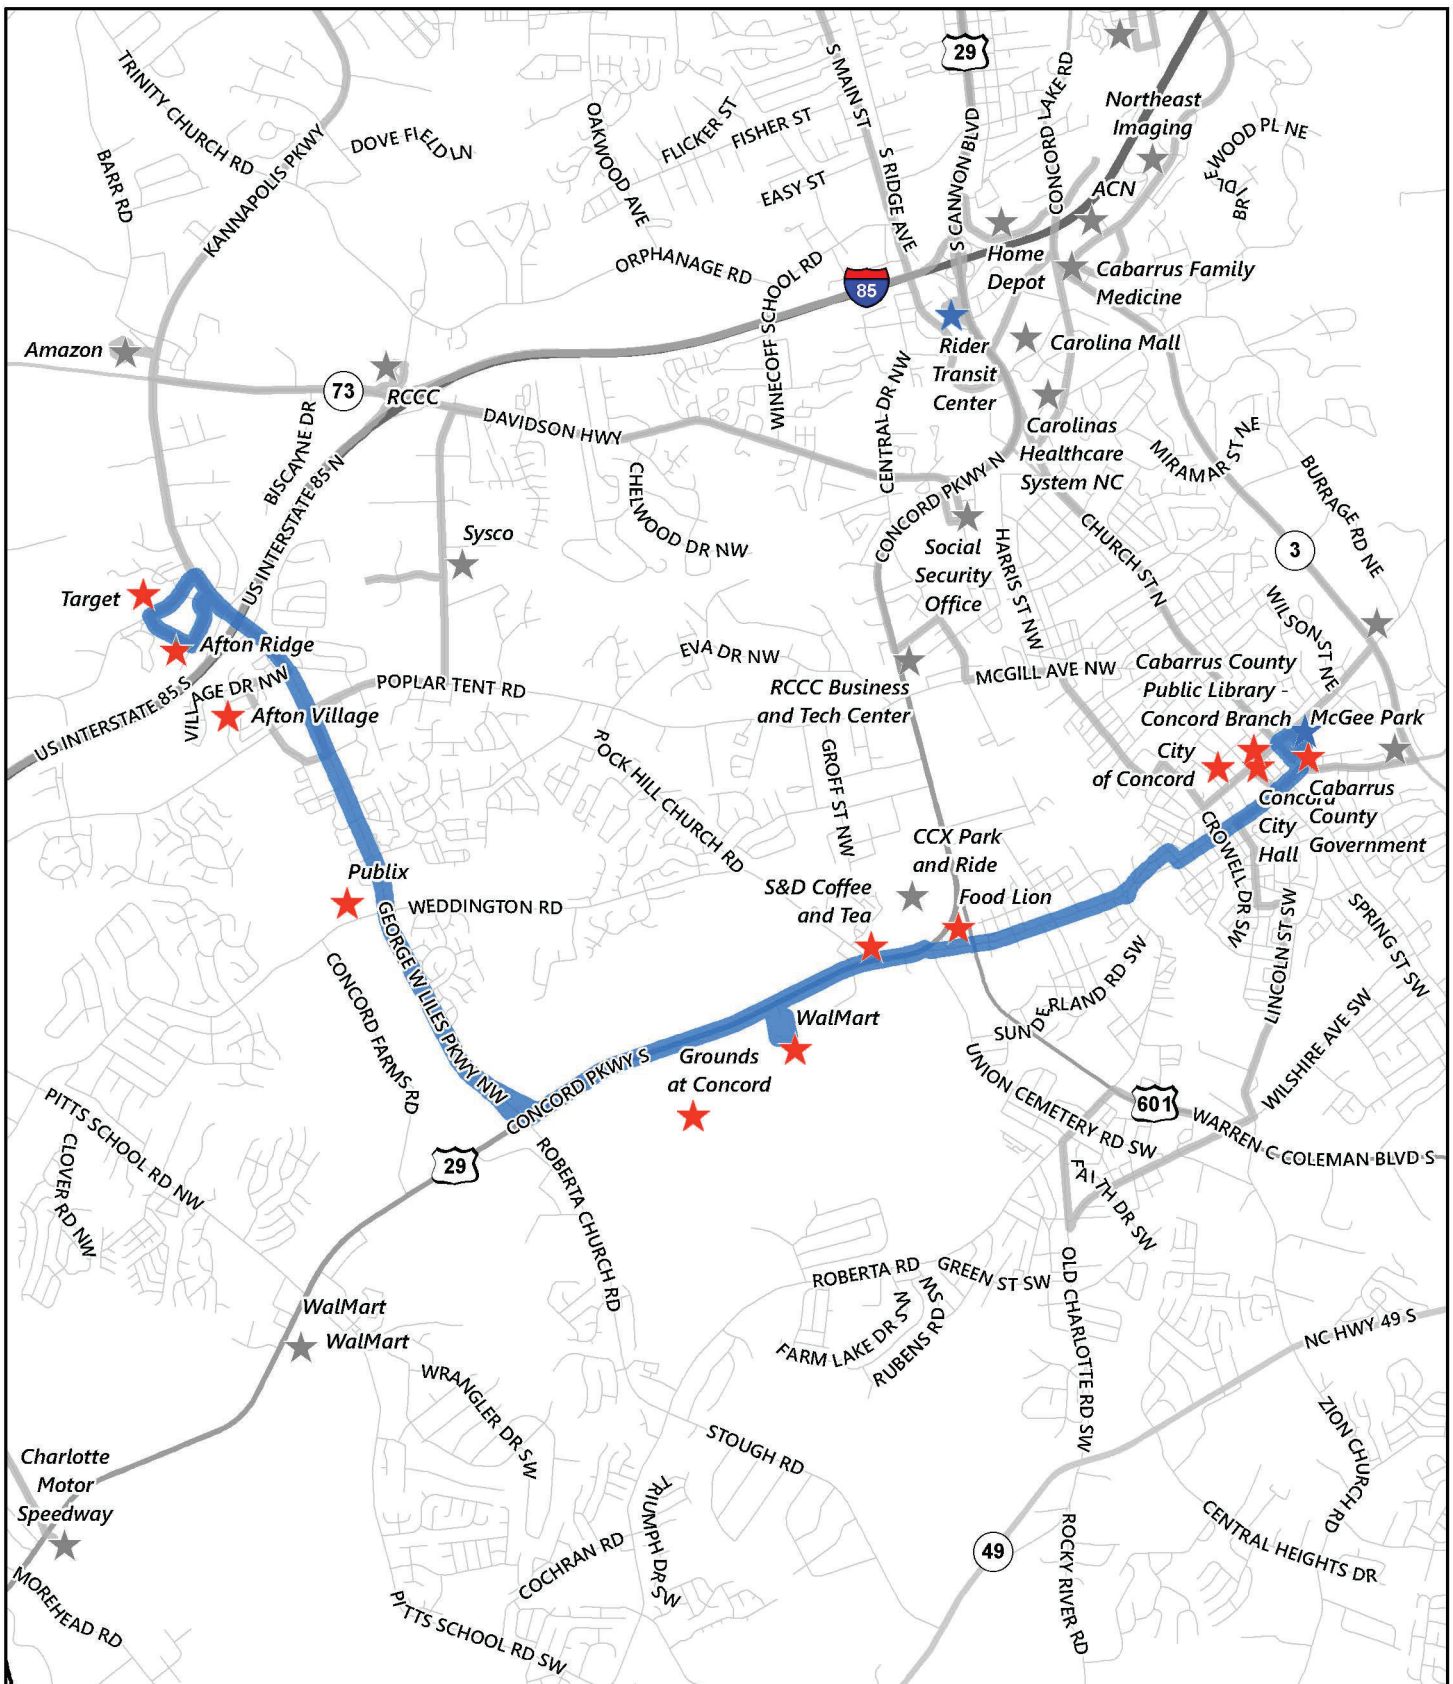 29
S MAIN ST
CONCORD LAKE RD
TRINITY CHURCH RD
BARR RD
KANNAPOLIS PKWY
DOVE FIELD LN
OAKWOOD AVE
FLICKER ST
FISHER ST
EASY ST
S RIDGE AVE
S CANNON BLVD
Northeast
Imaging
BRIDLEWOOD PL NE
ACN
ORPHANAGE RD
WINECOFF SCHOOL RD
85
Home
Depot
Cabarrus Family
Medicine
Amazon
73
RCCC
Rider
Transit
Center
Carolina Mall
DAVIDSON HWY
CENTRAL DR NW
Carolinas
Healthcare
System NC
MIRAMAR ST NE
BURRAGE RD NE
BISCAYNE DR
US INTERSTATE 85 N
CHELWOOD DR NW
CONCORD PKWY N
Sysco
Social
Security
Office
HARRIS ST NW
CHURCH ST N
3
WILSON ST NE
Target
Afton Ridge
US INTERSTATE 85 S
VILLAGE DR NW
Afton Village
POPLAR TENT RD
EVA DR NW
RCCC Business
and Tech Center
MCGILL AVE NW
Cabarrus County
Public Library -
Concord Branch
McGee Park
City
of Concord
ROCK HILL CHURCH RD
GROFF ST NW
Concord
City
Hall
Cabarrus
County
Government
CROWELL DR SW
CCX Park
and Ride
Publix
WEDDINGTON RD
S&D Coffee
and Tea
Food Lion
GEORGE W LILES PKWY NW
CONCORD FARMS RD
LINCOLN ST SW
SPRING ST SW
SUNDERLAND RD SW
WalMart
Grounds
at Concord
CONCORD PKWY S
UNION CEMETERY RD SW
WILSHIRE AVE SW
601
WARREN C COLEMAN BLVD S
PITTS SCHOOL RD NW
CLOVER RD NW
29
ROBERTA CHURCH RD
FAITH DR SW
ROBERTA RD
GREEN ST SW
FARM LAKE DR SW
RUBENS RD SW
OLD CHARLOTTE RD SW
NC HWY 49 S
WalMart
WalMart
WRANGLER DR SW
STOUGH RD
ZION CHURCH RD
Charlotte
Motor
Speedway
TRIUMPH DR SW
COCHRAN RD
49
ROCKY RIVER RD
CENTRAL HEIGHTS DR
MOREHEAD RD
PITTS SCHOOL RD SW